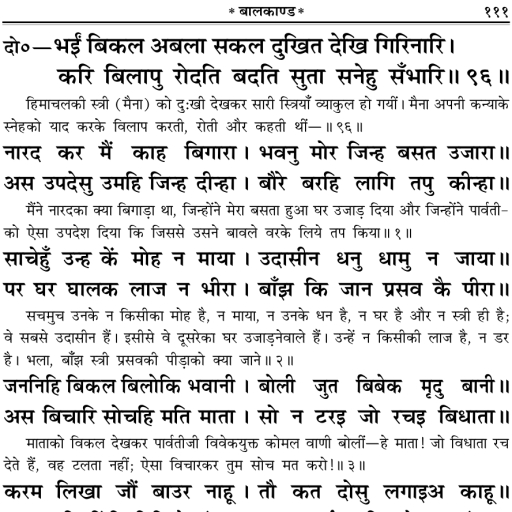 * बालकाण्ड *
१११
दो०—भईं बिकल अबला सकल दुखित देखि गिरिनारि।
करि बिलापु रोदति बदति सुता सनेहु सँभारि॥ ९६॥
हिमाचलकी स्त्री (मैना) को दुःखी देखकर सारी स्त्रियाँ व्याकुल हो गयीं। मैना अपनी कन्याके
स्नेहको याद करके विलाप करती, रोती और कहती थीं—॥ ९६॥
नारद कर मैं काह बिगारा। भवनु मोर जिन्ह बसत उजारा॥
अस उपदेसु उमहि जिन्ह दीन्हा। बौरे बरहि लागि तपु कीन्हा॥
मैंने नारदका क्या बिगाड़ा था, जिन्होंने मेरा बसता हुआ घर उजाड़ दिया और जिन्होंने पार्वती-
को ऐसा उपदेश दिया कि जिससे उसने बावले वरके लिये तप किया॥ १॥
साचेहुँ उन्ह कें मोह न माया। उदासीन धनु धामु न जाया॥
पर घर घालक लाज न भीरा। बाँझ कि जान प्रसव कै पीरा॥
सचमुच उनके न किसीका मोह है, न माया, न उनके धन है, न घर है और न स्त्री ही है;
वे सबसे उदासीन हैं। इसीसे वे दूसरेका घर उजाड़नेवाले हैं। उन्हें न किसीकी लाज है, न डर
है। भला, बाँझ स्त्री प्रसवकी पीड़ाको क्या जाने॥ २॥
जननिहि बिकल बिलोकि भवानी। बोली जुत बिबेक मृदु बानी॥
अस बिचारि सोचहि मति माता। सो न टरइ जो रचइ बिधाता॥
माताको विकल देखकर पार्वतीजी विवेकयुक्त कोमल वाणी बोलीं—हे माता! जो विधाता रच
देते हैं, वह टलता नहीं; ऐसा विचारकर तुम सोच मत करो!॥ ३॥
करम लिखा जौं बाउर नाहू। तौ कत दोसु लगाइअ काहू॥